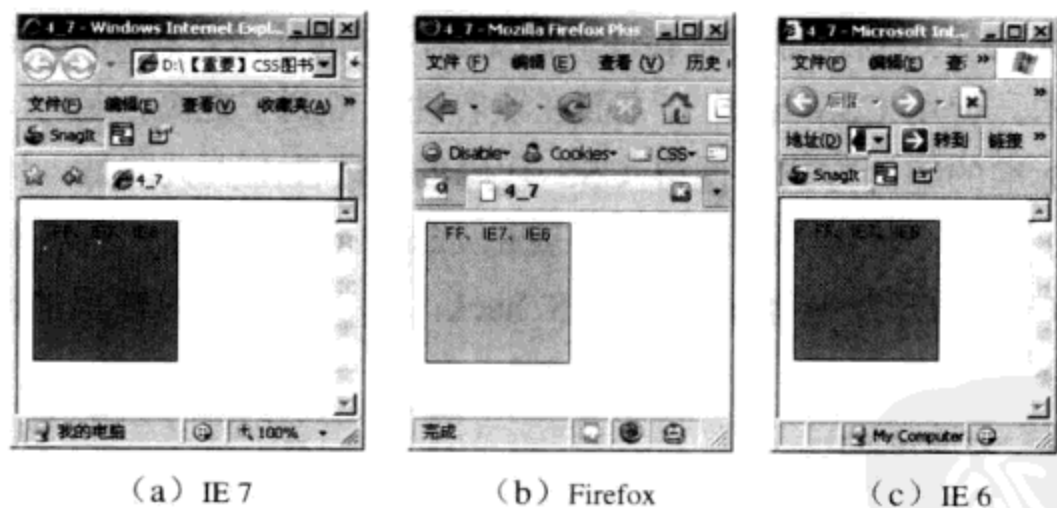 4_7 - Windows Internet Expl...
D:\【重要】CSS图书
文件(F) 编辑(E) 查看(V) 收藏夹(A) »
SnagIt
4_7
FF、IE7、IE6
我的电脑 100%
(a) IE 7
4_7 - Mozilla Firefox Plus
文件 (F) 编辑 (E) 查看 (V) 历史
Disable Cookies CSS
4_7
FF、IE7、IE6
完成
(b) Firefox
4_7 - Microsoft Int...
文件(F) 编辑(E) 查 »
后退 »
地址(D) 转到 链接 »
SnagIt
FF、IE7、IE6
My Computer
(c) IE 6